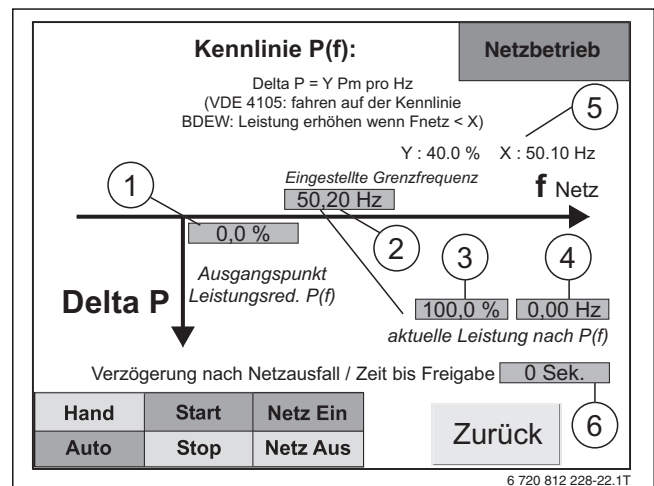 Kennlinie P(f):
Netzbetrieb
Delta P = Y Pm pro Hz
(VDE 4105: fahren auf der Kennlinie
BDEW: Leistung erhöhen wenn Fnetz < X)
5
Y : 40.0 % X : 50.10 Hz
1
Eingestellte Grenzfrequenz
50,20 Hz
f Netz
0,0 %
2
3
4
Ausgangspunkt
Leistungsred. P(f)
Delta P
100,0 % 0,00 Hz
aktuelle Leistung nach P(f)
Verzögerung nach Netzausfall / Zeit bis Freigabe 0 Sek.
Hand Start Netz Ein
Auto Stop Netz Aus
Zurück
6
6 720 812 228-22.1T